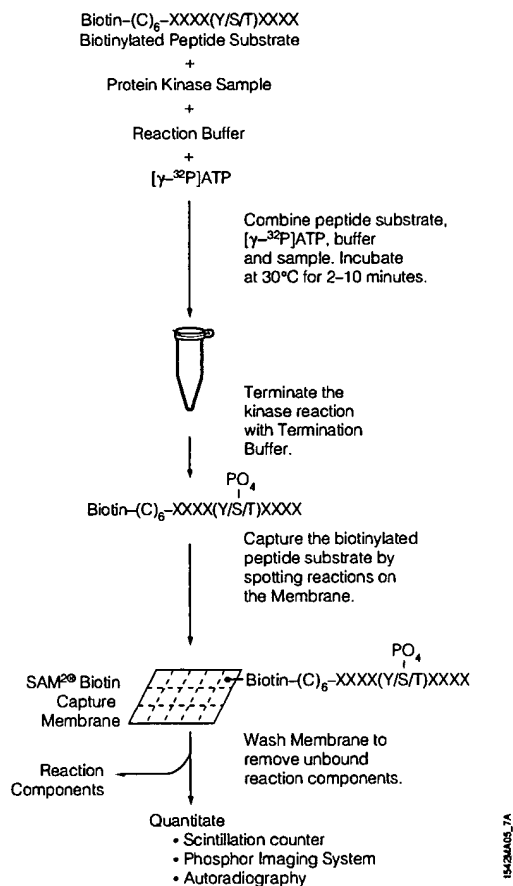 Biotin–(C)6–XXXX(Y/S/T)XXXX
Biotinylated Peptide Substrate
+
Protein Kinase Sample
+
Reaction Buffer
+
[γ–32P]ATP
Combine peptide substrate,
[γ–32P]ATP, buffer
and sample. Incubate
at 30°C for 2–10 minutes.
Terminate the
kinase reaction
with Termination
Buffer.
PO4
Biotin–(C)6–XXXX(Y/S/T)XXXX
Capture the biotinylated
peptide substrate by
spotting reactions on
the Membrane.
PO4
Biotin–(C)6–XXXX(Y/S/T)XXXX
SAM2® Biotin
Capture
Membrane
Wash Membrane to
remove unbound
reaction components.
Reaction
Components
Quantitate
• Scintillation counter
• Phosphor Imaging System
• Autoradiography
1542MA05_7A